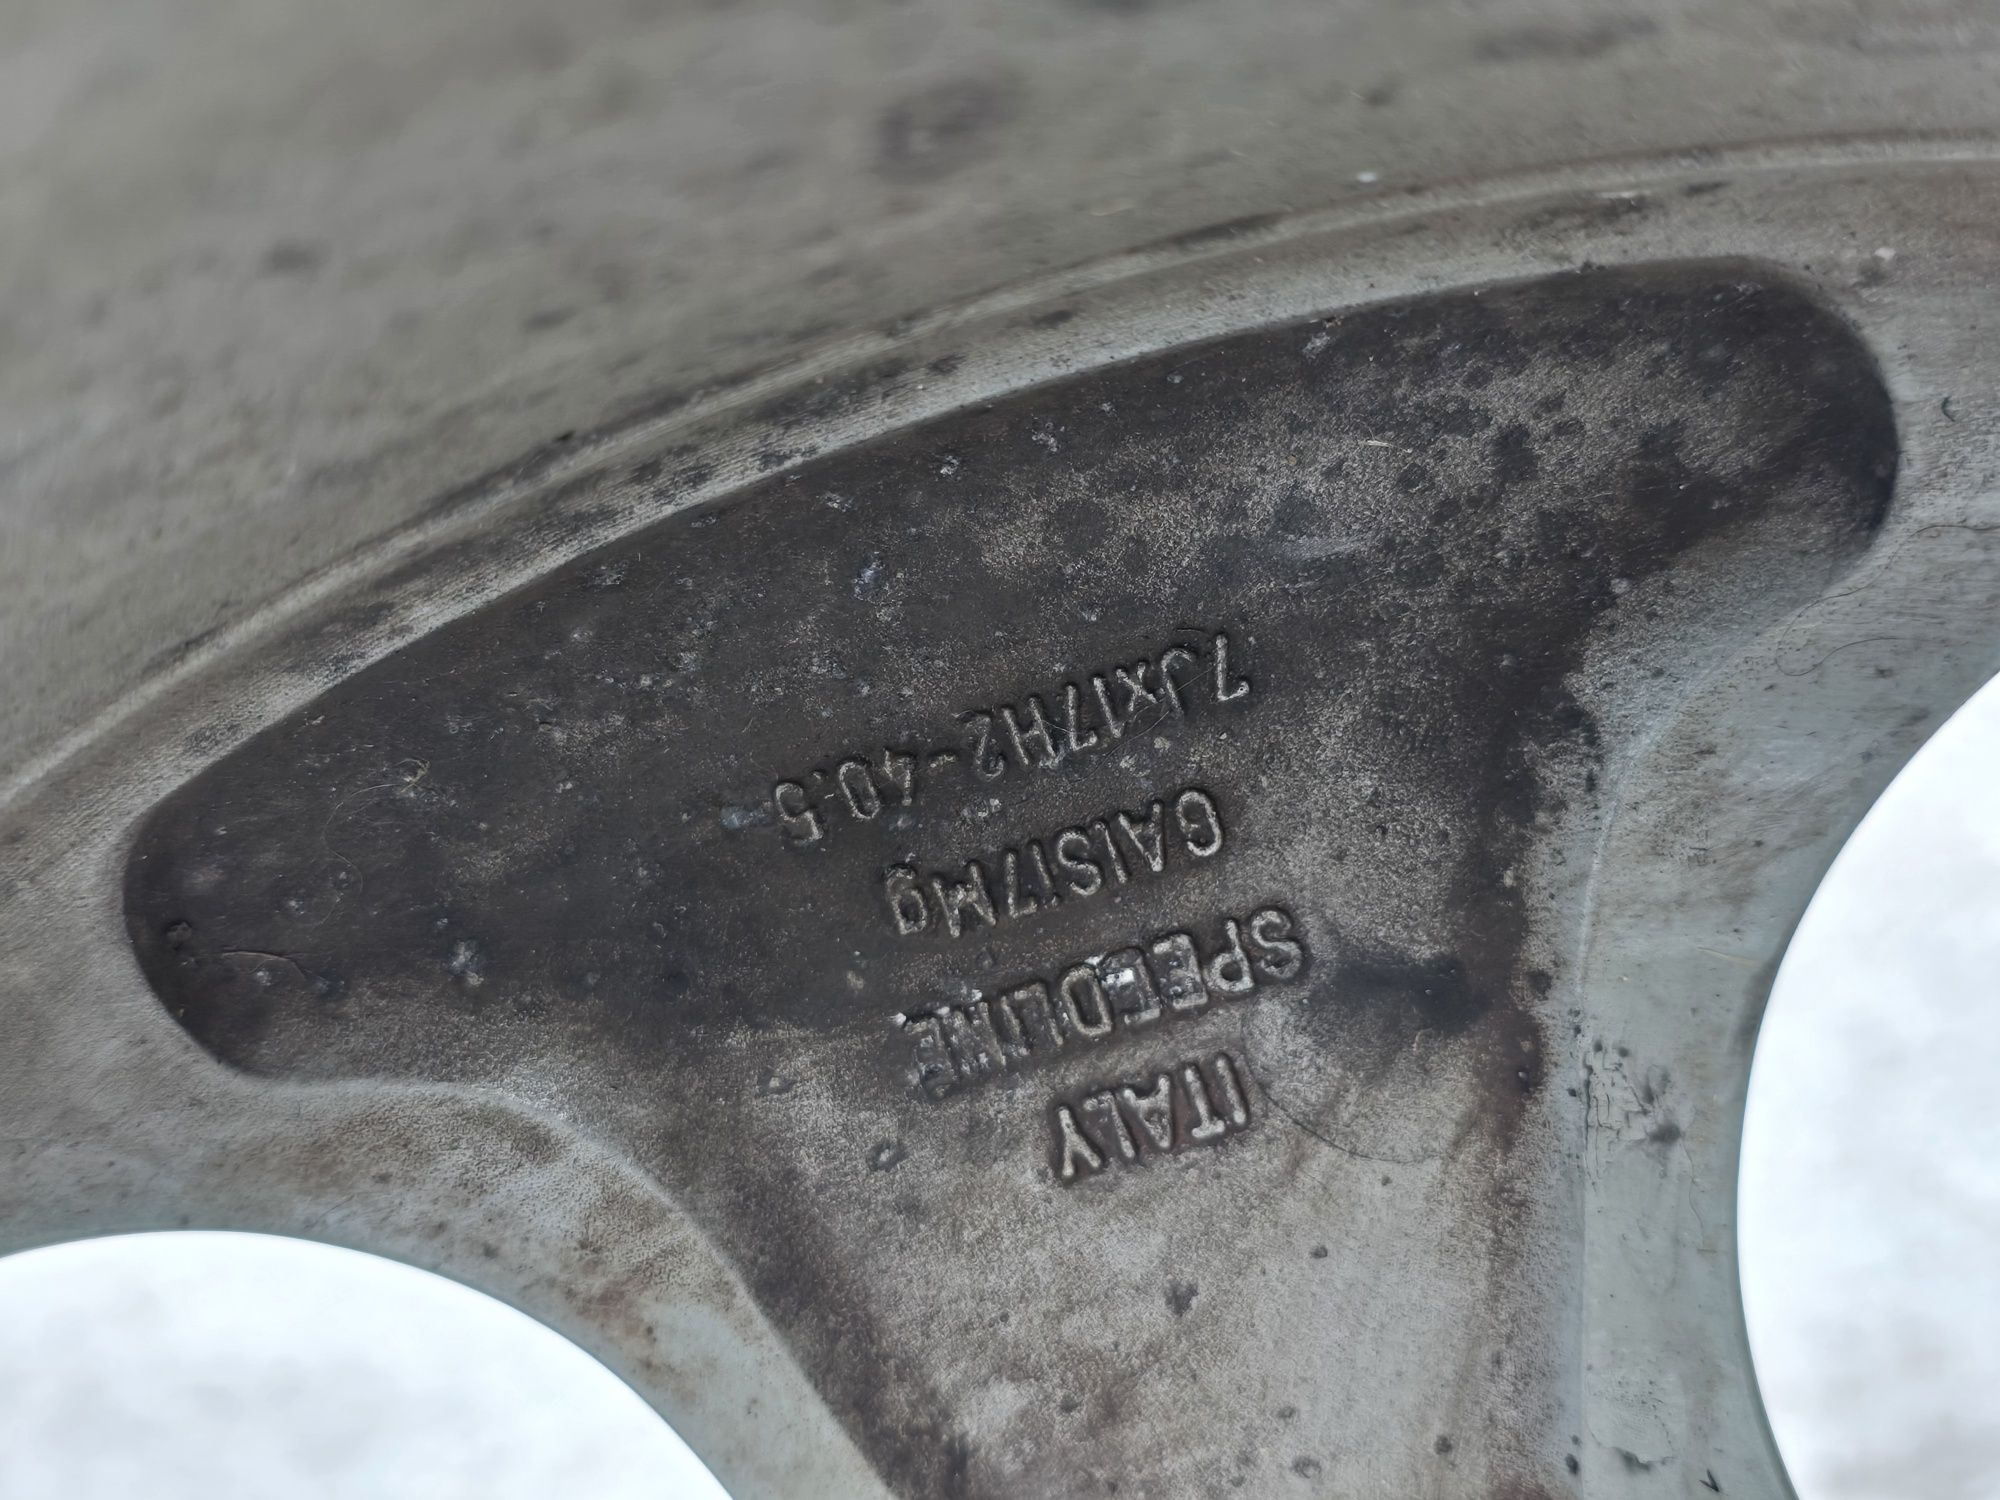 ITALY
SPEEDLINE
GAlSi7Mg
7Jx17H2-40.5